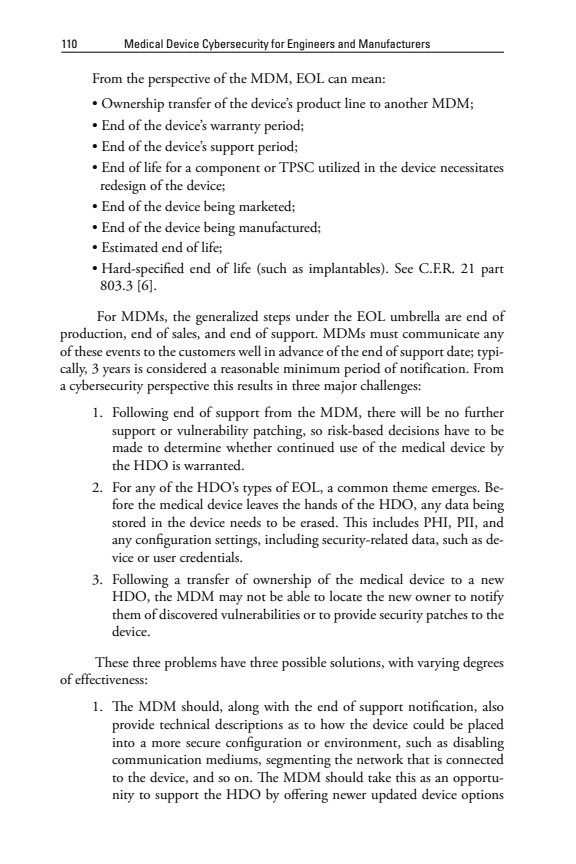 110 Medical Device Cybersecurity for Engineers and Manufacturers
From the perspective of the MDM, EOL can mean:
• Ownership transfer of the device's product line to another MDM;
• End of the device's warranty period;
• End of the device's support period;
• End of life for a component or TPSC utilized in the device necessitates
redesign of the device;
• End of the device being marketed;
• End of the device being manufactured;
• Estimated end of life;
• Hard-specified end of life (such as implantables). See C.F.R. 21 part
803.3 [6].
For MDMs, the generalized steps under the EOL umbrella are end of
production, end of sales, and end of support. MDMs must communicate any
of these events to the customers well in advance of the end of support date; typi-
cally, 3 years is considered a reasonable minimum period of notification. From
a cybersecurity perspective this results in three major challenges:
1. Following end of support from the MDM, there will be no further
support or vulnerability patching, so risk-based decisions have to be
made to determine whether continued use of the medical device by
the HDO is warranted.
2. For any of the HDO's types of EOL, a common theme emerges. Be-
fore the medical device leaves the hands of the HDO, any data being
stored in the device needs to be erased. This includes PHI, PII, and
any configuration settings, including security-related data, such as de-
vice or user credentials.
3. Following a transfer of ownership of the medical device to a new
HDO, the MDM may not be able to locate the new owner to notify
them of discovered vulnerabilities or to provide security patches to the
device.
These three problems have three possible solutions, with varying degrees
of effectiveness:
1. The MDM should, along with the end of support notification, also
provide technical descriptions as to how the device could be placed
into a more secure configuration or environment, such as disabling
communication mediums, segmenting the network that is connected
to the device, and so on. The MDM should take this as an opportu-
nity to support the HDO by offering newer updated device options